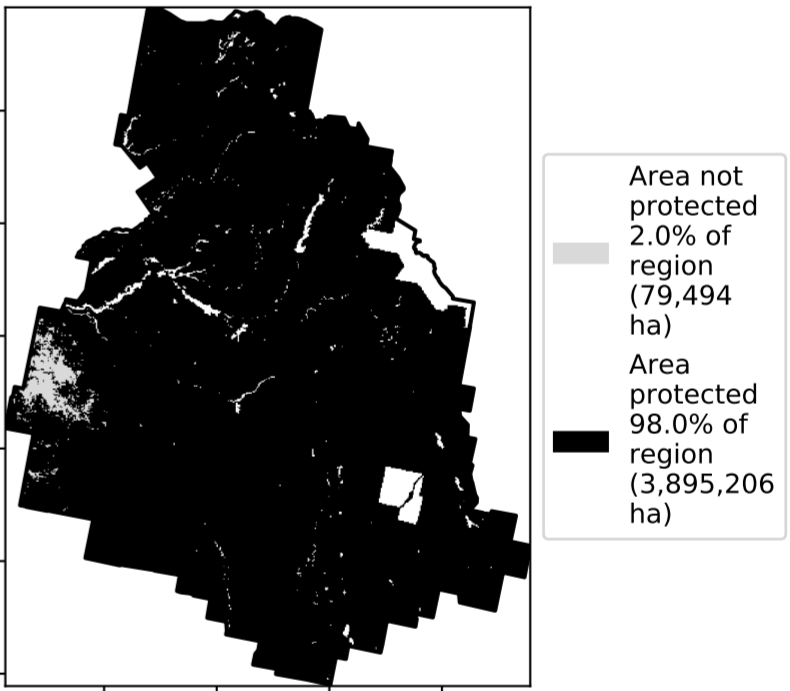 Area not
protected
2.0% of
region
(79,494
ha)
Area
protected
98.0% of
region
(3,895,206
ha)